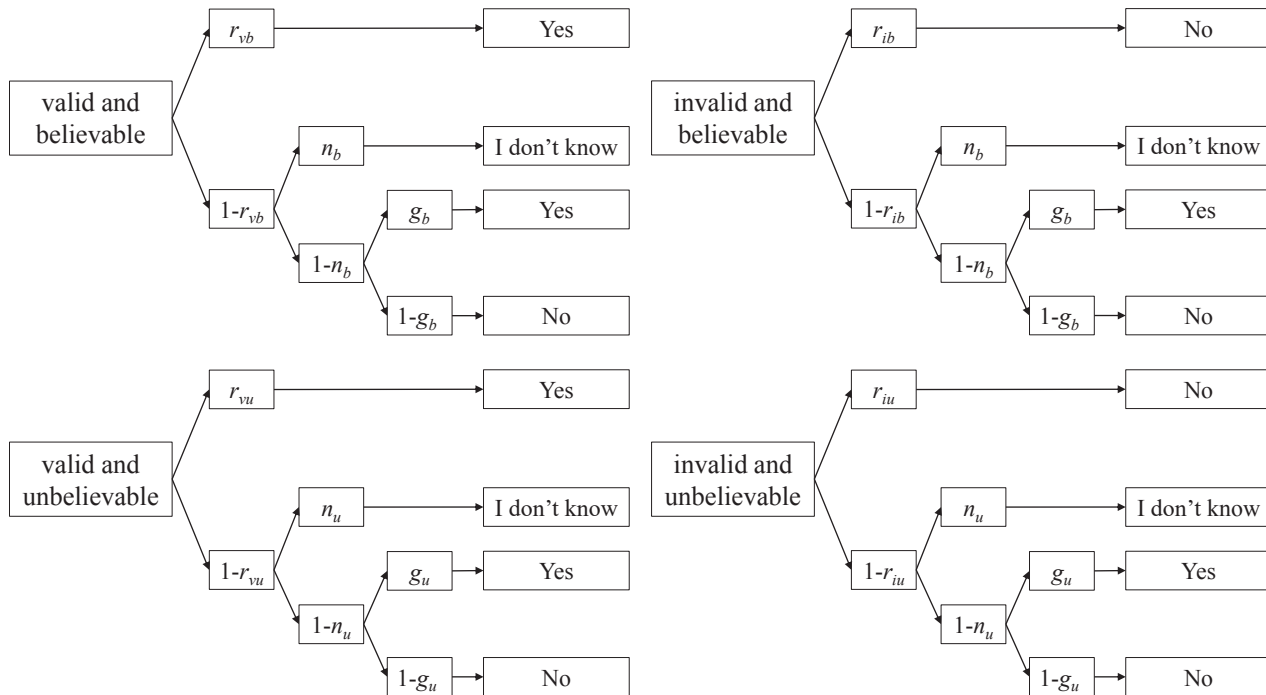 r_vb
Yes
valid and
believable
n_b
I don't know
1-r_vb
g_b
Yes
1-n_b
1-g_b
No
r_ib
No
invalid and
believable
n_b
I don't know
1-r_ib
g_b
Yes
1-n_b
1-g_b
No
r_vu
Yes
valid and
unbelievable
n_u
I don't know
1-r_vu
g_u
Yes
1-n_u
1-g_u
No
r_iu
No
invalid and
unbelievable
n_u
I don't know
1-r_iu
g_u
Yes
1-n_u
1-g_u
No